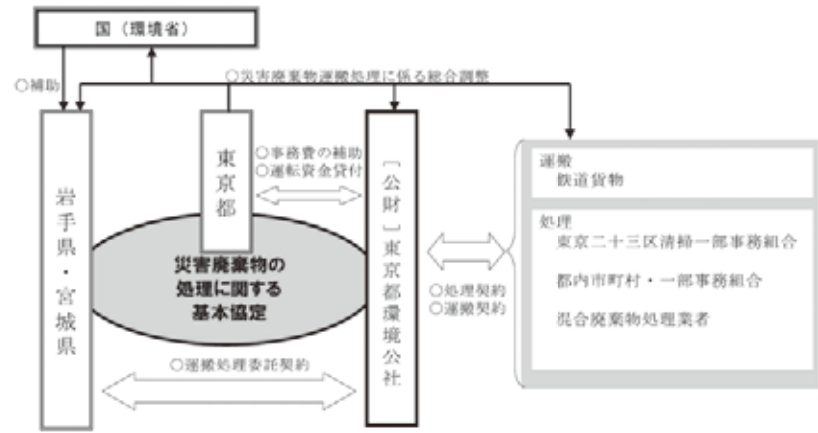 国（環境省）
○補助
○災害廃棄物運搬処理に係る総合調整
岩手県・宮城県
東京都
○事務費の補助
○運転資金貸付
［公財］東京都環境公社
災害廃棄物の
処理に関する
基本協定
○運搬処理委託契約
○処理契約
○運搬契約
運搬
鉄道貨物
処理
東京二十三区清掃一部事務組合
都内市町村・一部事務組合
混合廃棄物処理業者